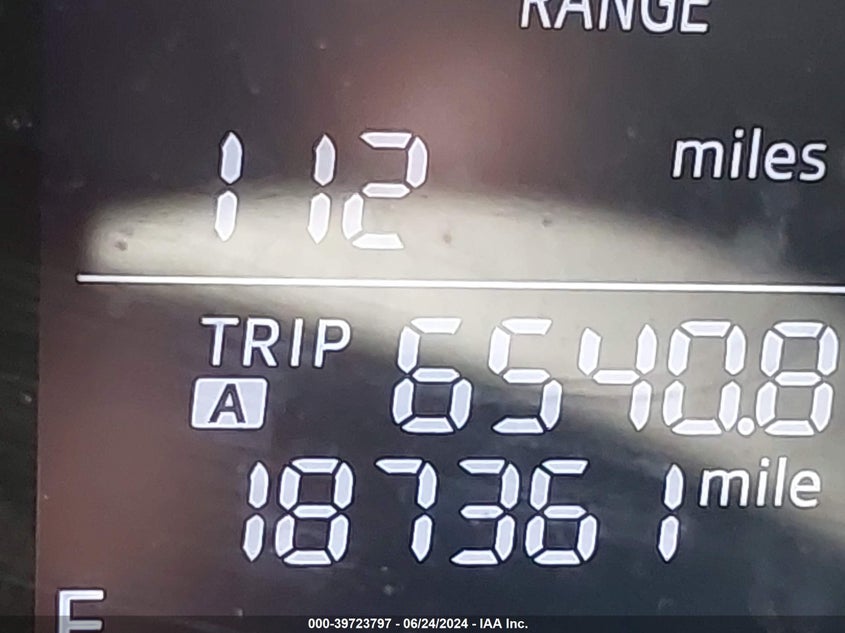 RANGE
112 miles
TRIP A 6540.8
187361 mile
E
000-39723797 - 06/24/2024 - IAA Inc.